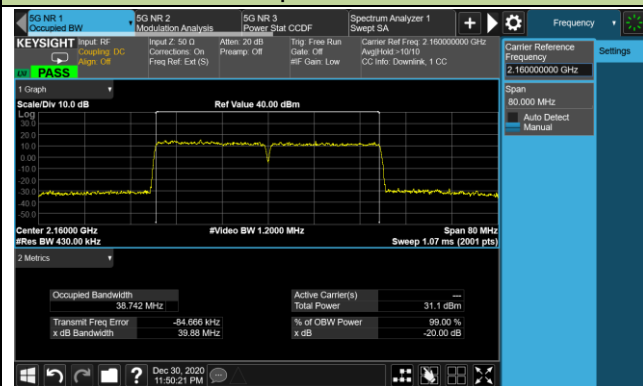 5G NR 1
Occupied BW
5G NR 2
Modulation Analysis
5G NR 3
Power Stat CCDF
Spectrum Analyzer 1
Swept SA
Frequency
KEYSIGHT
Input: RF
Coupling: DC
Align: Off
Input Z: 50 Ω
Corrections: On
Freq Ref: Ext (S)
Atten: 20 dB
Preamp: Off
Trig: Free Run
Gate: Off
#IF Gain: Low
Carrier Ref Freq: 2.160000000 GHz
Avg|Hold:>10/10
CC Info: Downlink, 1 CC
LXI
PASS
Carrier Reference
Frequency
2.160000000 GHz
Settings
Span
80.000 MHz
Auto Detect
Manual
1 Graph
Scale/Div 10.0 dB
Ref Value 40.00 dBm
Log
30.0
20.0
10.0
0.00
-10.0
-20.0
-30.0
-40.0
-50.0
Center 2.16000 GHz
#Video BW 1.2000 MHz
Span 80 MHz
#Res BW 430.00 kHz
Sweep 1.07 ms (2001 pts)
2 Metrics
Occupied Bandwidth
38.742 MHz
Active Carrier(s)
---
Total Power
31.1 dBm
Transmit Freq Error
-84.666 kHz
% of OBW Power
99.00 %
x dB Bandwidth
39.88 MHz
x dB
-20.00 dB
Dec 30, 2020
11:50:21 PM